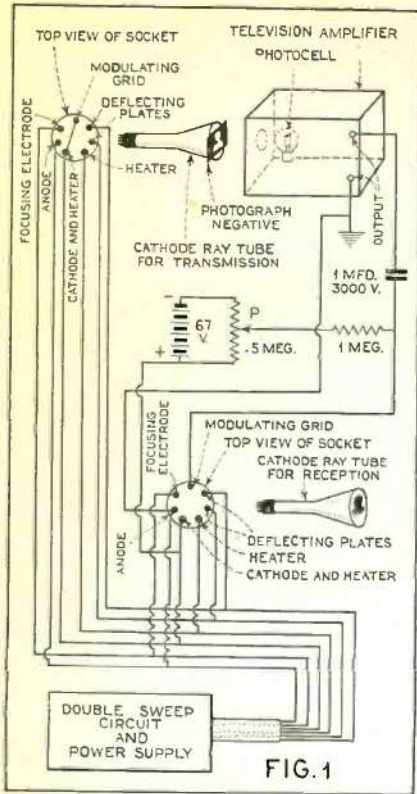 TOP VIEW OF SOCKET
MODULATING
GRID
DEFLECTING
PLATES
HEATER
FOCUSING ELECTRODE
ANODE
CATHODE AND HEATER
PHOTOGRAPH
NEGATIVE
CATHODE RAY TUBE
FOR TRANSMISSION
TELEVISION AMPLIFIER
PHOTOCELL
OUTPUT
1 MFD.
3000 V.
-
67
V.
+
P
.5 MEG.
1 MEG.
MODULATING GRID
TOP VIEW OF SOCKET
CATHODE RAY TUBE
FOR RECEPTION
FOCUSING
ELECTRODE
ANODE
DEFLECTING PLATES
HEATER
CATHODE AND HEATER
DOUBLE SWEEP
CIRCUIT
AND
POWER SUPPLY
FIG. 1